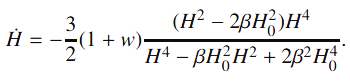 $$\dot{H} = -\frac{3}{2}(1+w)\frac{(H^2 - 2\beta H_0^2)H^4}{H^4 - \beta H_0^2 H^2 + 2\beta^2 H_0^4}.$$